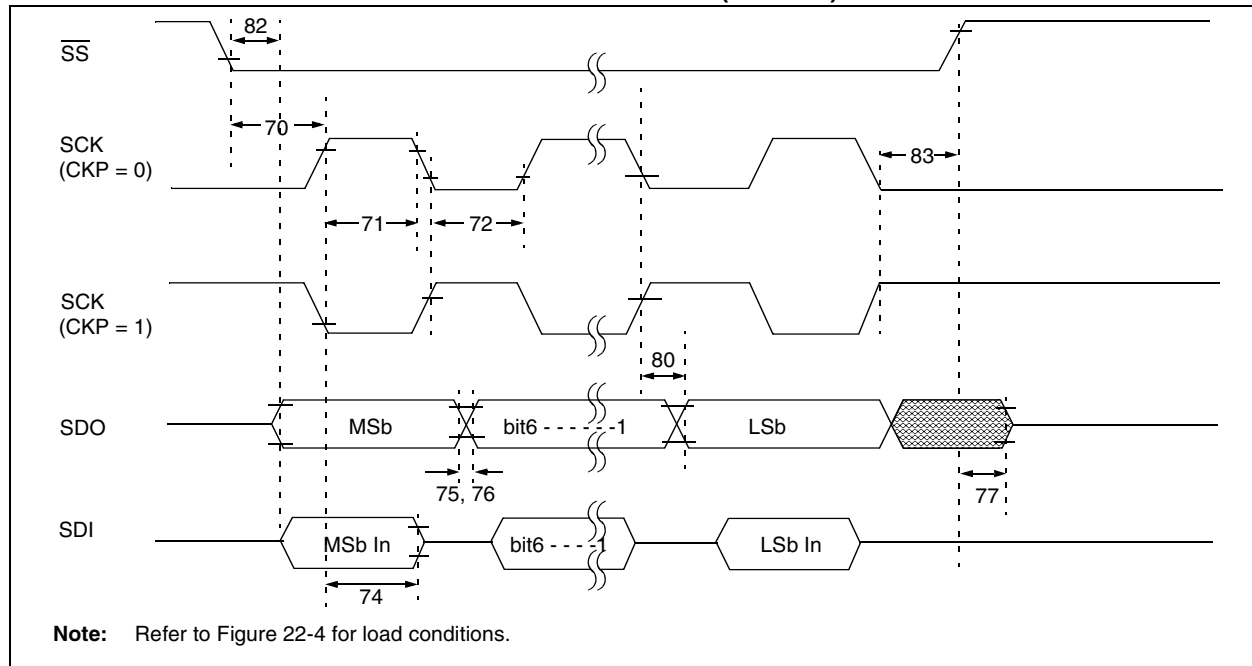 82
SS
70
SCK
(CKP = 0)
83
71
72
SCK
(CKP = 1)
80
SDO
MSb
bit6 - - - - - -1
LSb
75, 76
77
SDI
MSb In
bit6 - - - -1
LSb In
74
Note: Refer to Figure 22-4 for load conditions.